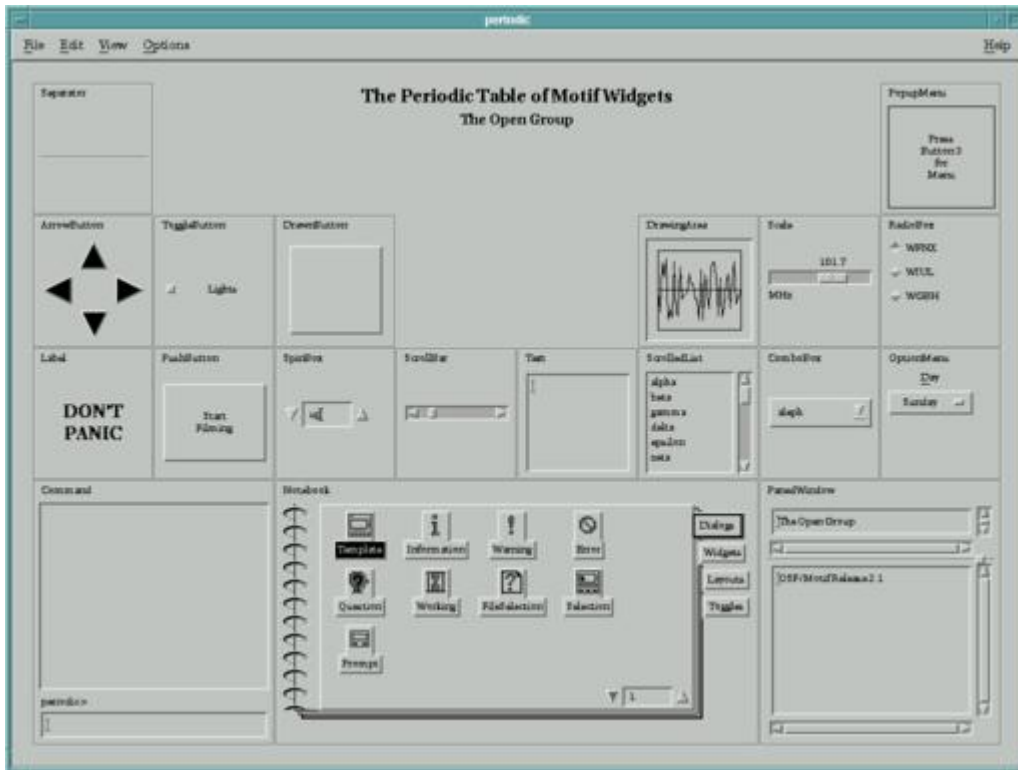 periodic
File Edit View Options Help
Separator
The Periodic Table of Motif Widgets
The Open Group
PopupMenu
Press
Button3
for
Menu
ArrowButton
ToggleButton
DrawnButton
DrawingArea
Scale
RadioBox
Lights
101.7
MHz
WFNX
WGBH
Label
PushButton
SpinBox
ScrollBar
Text
ScrolledList
ComboBox
OptionMenu
DON'T
PANIC
Start
Filming
alpha
beta
gamma
delta
epsilon
zeta
aleph
Day
Sunday
Command
Notebook
PanedWindow
Template
Information
Warning
Error
Question
Working
FileSelection
Selection
Prompt
Dialogs
Widgets
Layouts
Toggles
1
The Open Group
OSF/Motif Release 2.1
periodic>